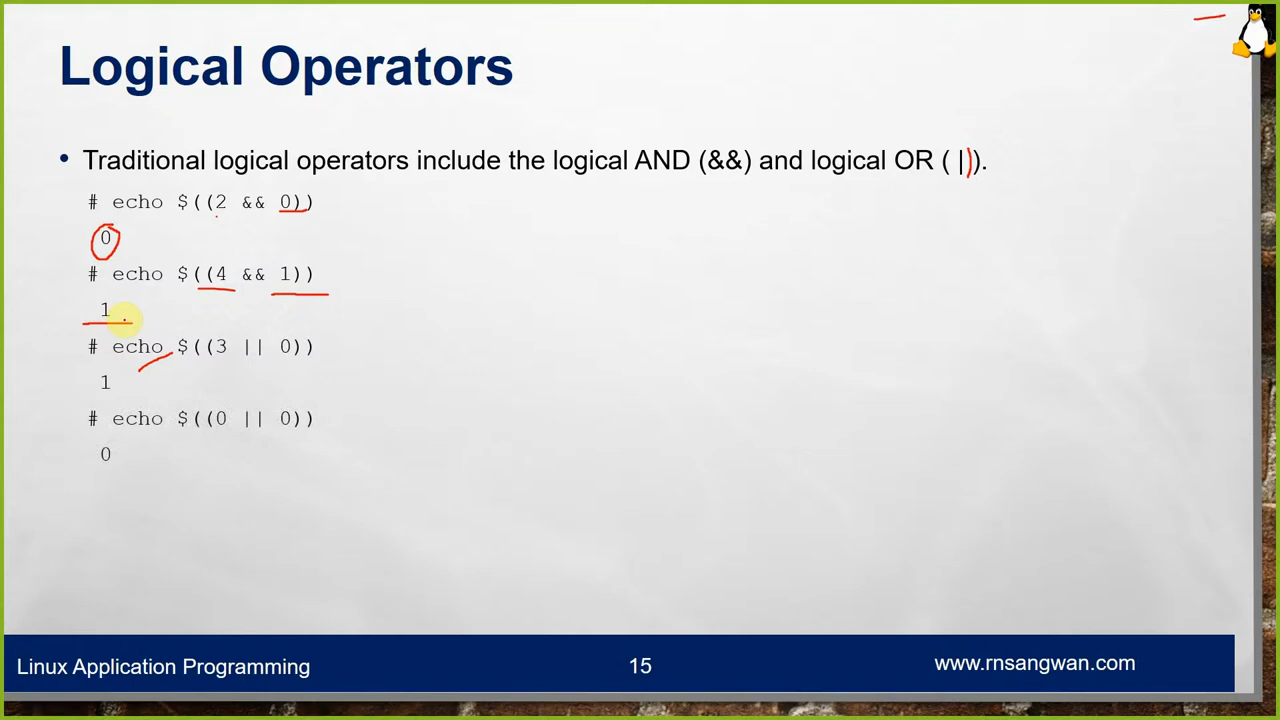 Logical Operators
• Traditional logical operators include the logical AND (&&) and logical OR ( |)).
# echo $((2 && 0))
0
# echo $((4 && 1))
1
# echo $((3 || 0))
1
# echo $((0 || 0))
0
Linux Application Programming
15
www.rnsangwan.com